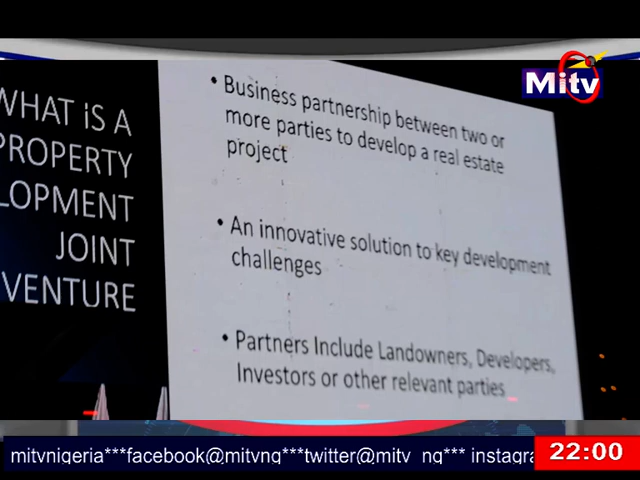 WHAT iS A
PROPERTY
LOPMENT
JOINT
VENTURE
• Business partnership between two or
more parties to develop a real estate
project
• An innovative solution to key development
challenges
• Partners Include Landowners, Developers,
Investors or other relevant parties
Mitv
mitvnigeria***facebook@mitvng***twitter@mitv_ng*** instagra
22:00